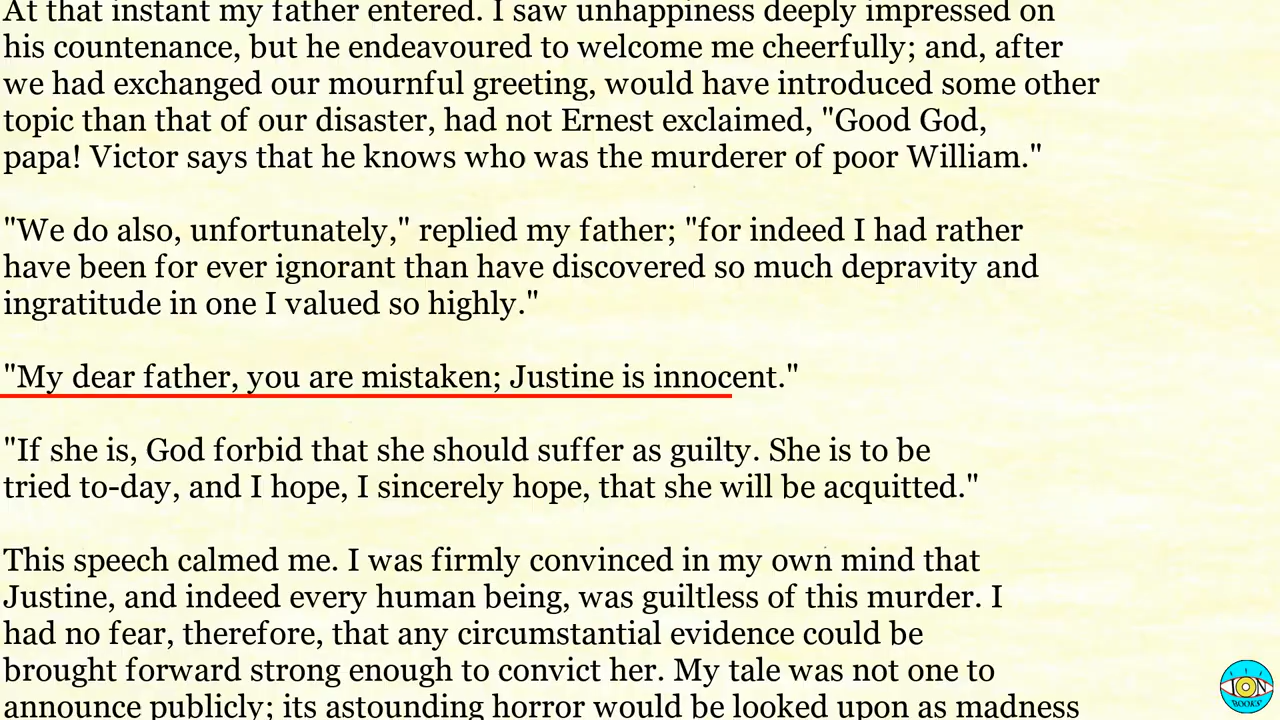 At that instant my father entered. I saw unhappiness deeply impressed on
his countenance, but he endeavoured to welcome me cheerfully; and, after
we had exchanged our mournful greeting, would have introduced some other
topic than that of our disaster, had not Ernest exclaimed, "Good God,
papa! Victor says that he knows who was the murderer of poor William."
"We do also, unfortunately," replied my father; "for indeed I had rather
have been for ever ignorant than have discovered so much depravity and
ingratitude in one I valued so highly."
"My dear father, you are mistaken; Justine is innocent."
"If she is, God forbid that she should suffer as guilty. She is to be
tried to-day, and I hope, I sincerely hope, that she will be acquitted."
This speech calmed me. I was firmly convinced in my own mind that
Justine, and indeed every human being, was guiltless of this murder. I
had no fear, therefore, that any circumstantial evidence could be
brought forward strong enough to convict her. My tale was not one to
announce publicly; its astounding horror would be looked upon as madness
ION
BOOKS